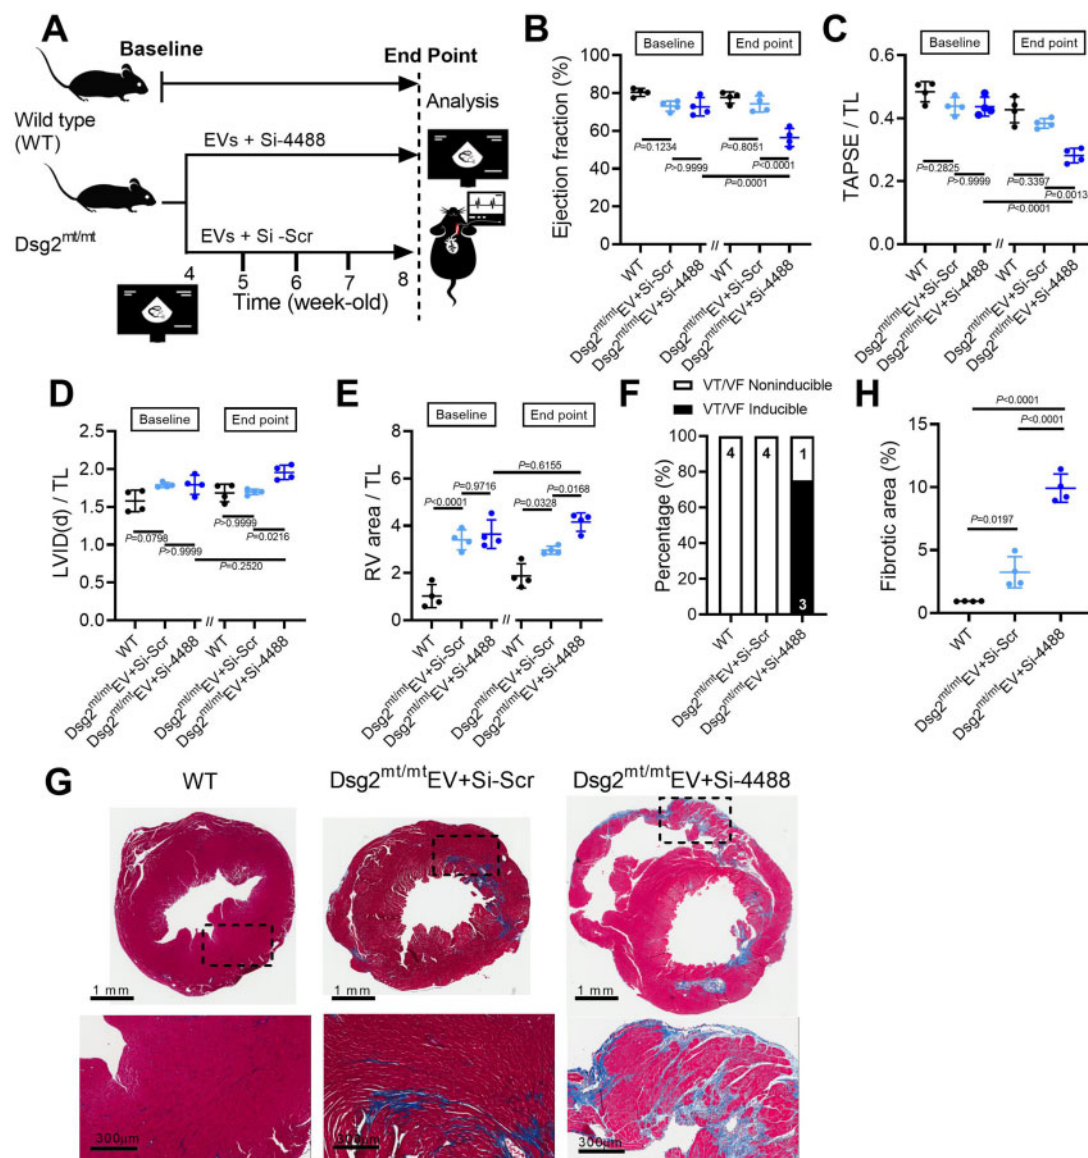 A
Baseline
End Point
Analysis
Wild type
(WT)
EVs + Si-4488
Dsg2mt/mt
EVs + Si -Scr
4 5 6 7 8
Time (week-old)
B
Baseline
End point
Ejection fraction (%)
100
80
60
40
20
0
P=0.1234
P>0.9999
P=0.8051
P<0.0001
P=0.0001
//
WT
Dsg2mt/mtEV+Si-Scr
Dsg2mt/mtEV+Si-4488
WT
Dsg2mt/mtEV+Si-Scr
Dsg2mt/mtEV+Si-4488
C
Baseline
End point
TAPSE / TL
0.6
0.4
0.2
0.0
P=0.2825
P>0.9999
P=0.3397
P=0.0013
P<0.0001
//
WT
Dsg2mt/mtEV+Si-Scr
Dsg2mt/mtEV+Si-4488
WT
Dsg2mt/mtEV+Si-Scr
Dsg2mt/mtEV+Si-4488
D
Baseline
End point
LVID(d) / TL
2.5
2.0
1.5
1.0
0.5
0.0
P=0.0798
P>0.9999
P>0.9999
P=0.0216
P=0.2520
//
WT
Dsg2mt/mtEV+Si-Scr
Dsg2mt/mtEV+Si-4488
WT
Dsg2mt/mtEV+Si-Scr
Dsg2mt/mtEV+Si-4488
E
Baseline
End point
RV area / TL
8
6
4
2
0
P=0.6155
P=0.9716
P<0.0001
P=0.0168
P=0.0328
//
WT
Dsg2mt/mtEV+Si-Scr
Dsg2mt/mtEV+Si-4488
WT
Dsg2mt/mtEV+Si-Scr
Dsg2mt/mtEV+Si-4488
F
VT/VF Noninducible
VT/VF Inducible
Percentage (%)
100
80
60
40
20
0
4
4
1
3
WT
Dsg2mt/mtEV+Si-Scr
Dsg2mt/mtEV+Si-4488
H
Fibrotic area (%)
15
10
5
0
P<0.0001
P<0.0001
P=0.0197
WT
Dsg2mt/mtEV+Si-Scr
Dsg2mt/mtEV+Si-4488
G
WT
Dsg2mt/mtEV+Si-Scr
Dsg2mt/mtEV+Si-4488
1 mm
1 mm
1 mm
300μm
300μm
300μm